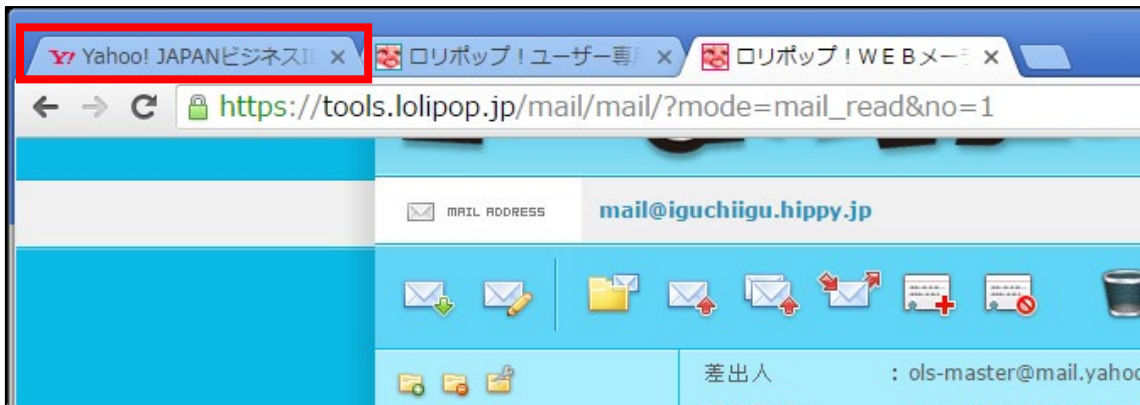 Yahoo! JAPANビジネスI ロリポップ!ユーザー専 ロリポップ!WEBメー
https://tools.lolipop.jp/mail/mail/?mode=mail_read&no=1
MAIL ADDRESS mail@iguchiigu.hippy.jp
差出人 : ols-master@mail.yahoo